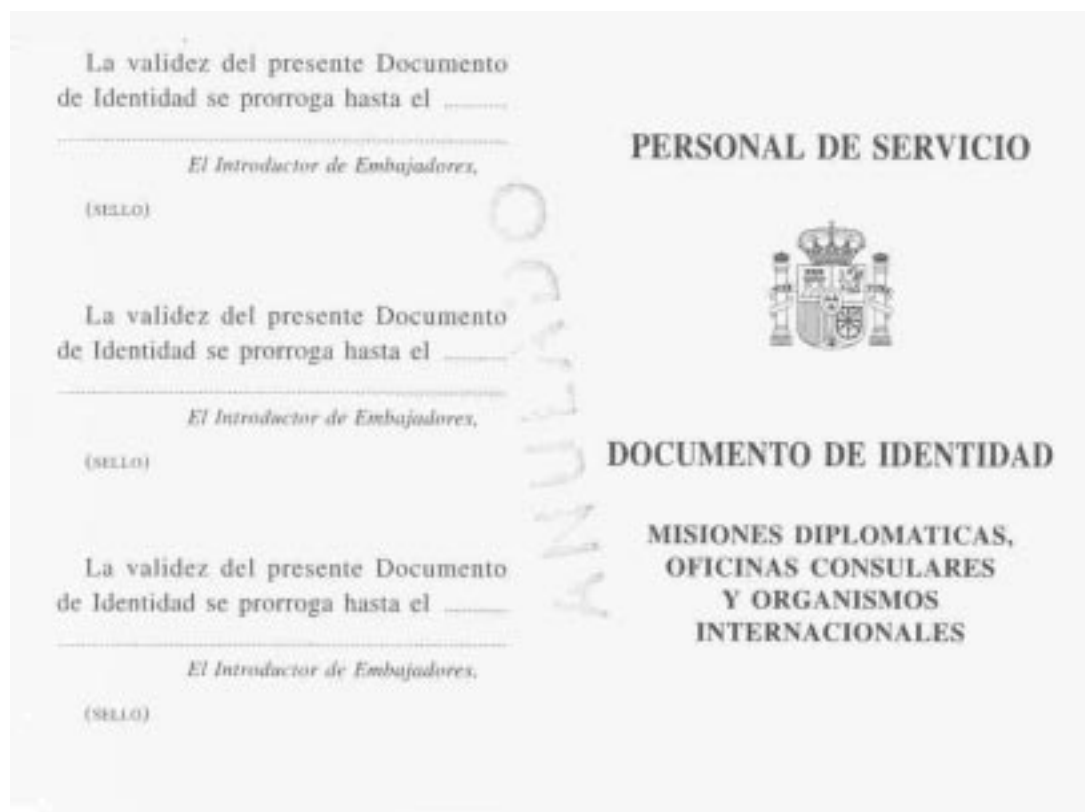 La validez del presente Documento
de Identidad se prorroga hasta el ..........
El Introductor de Embajadores,
(SELLO)
La validez del presente Documento
de Identidad se prorroga hasta el ..........
El Introductor de Embajadores,
(SELLO)
La validez del presente Documento
de Identidad se prorroga hasta el ..........
El Introductor de Embajadores,
(SELLO)
ANULADO
PERSONAL DE SERVICIO
DOCUMENTO DE IDENTIDAD
MISIONES DIPLOMATICAS,
OFICINAS CONSULARES
Y ORGANISMOS
INTERNACIONALES